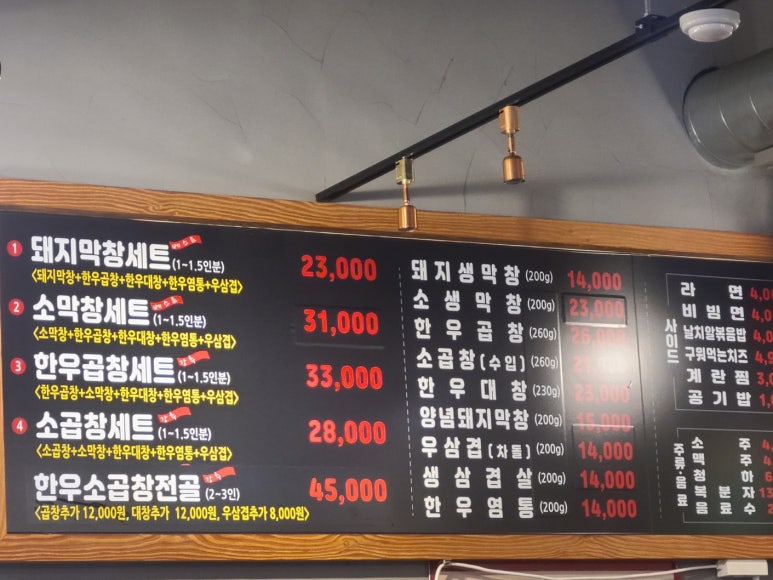 1 돼지막창세트(1~1.5인분) 23,000
<돼지막창+한우곱창+한우대창+한우염통+우삼겹>
2 소막창세트(1~1.5인분) 31,000
<소막창+한우곱창+한우대창+한우염통+우삼겹>
3 한우곱창세트(1~1.5인분) 33,000
<한우곱창+소막창+한우대창+한우염통+우삼겹>
4 소곱창세트(1~1.5인분) 28,000
<소곱창+소막창+한우대창+한우염통+우삼겹>
한우소곱창전골(2~3인) 45,000
<곱창추가 12,000원, 대창추가 12,000원, 우삼겹추가 8,000원>
돼지생막창(200g) 14,000
소생막창(200g) 23,000
한우곱창(260g) 26,000
소곱창(수입)(260g)
한우대창(230g) 23,000
양념돼지막창(200g) 15,000
우삼겹(차돌)(200g) 14,000
생삼겹살(200g) 14,000
한우염통(200g) 14,000
사이드
라면
비빔면
날치알볶음밥
구워먹는치즈
계란찜
공기밥
주류·음료
소주
맥주
청하
복분자
음료수